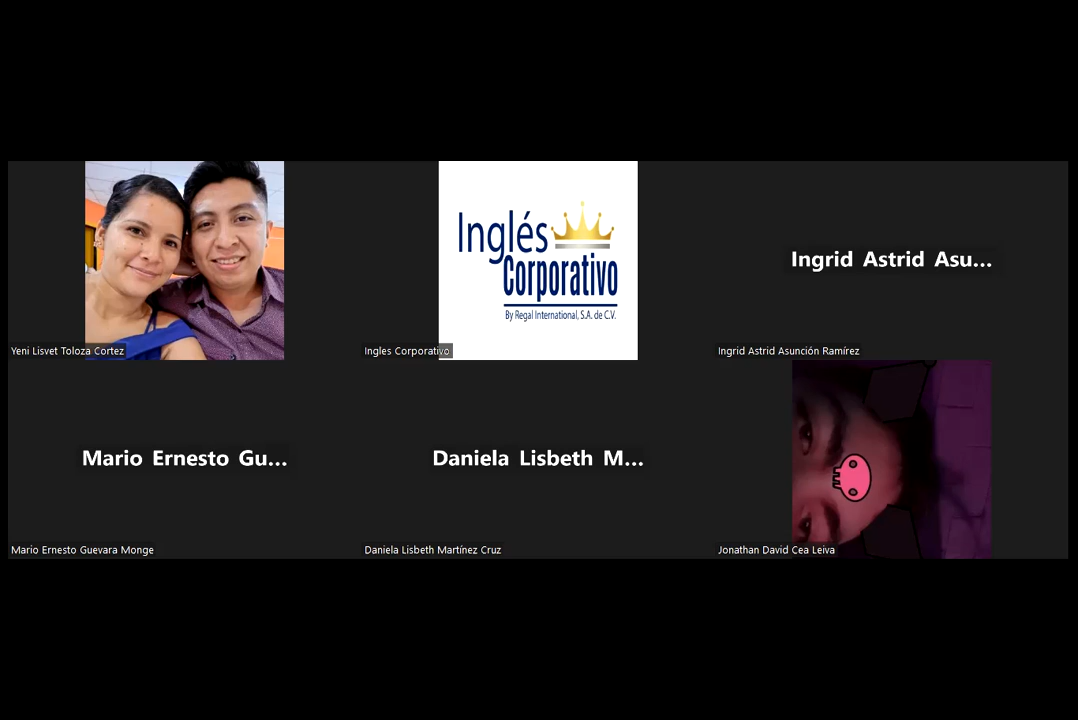 Inglés
Corporativo
By Regal International, S.A. de C.V.
Ingrid Astrid Asu...
Yeni Lisvet Toloza Cortez
Ingles Corporativo
Ingrid Astrid Asunción Ramírez
Mario Ernesto Gu...
Daniela Lisbeth M...
Mario Ernesto Guevara Monge
Daniela Lisbeth Martínez Cruz
Jonathan David Cea Leiva